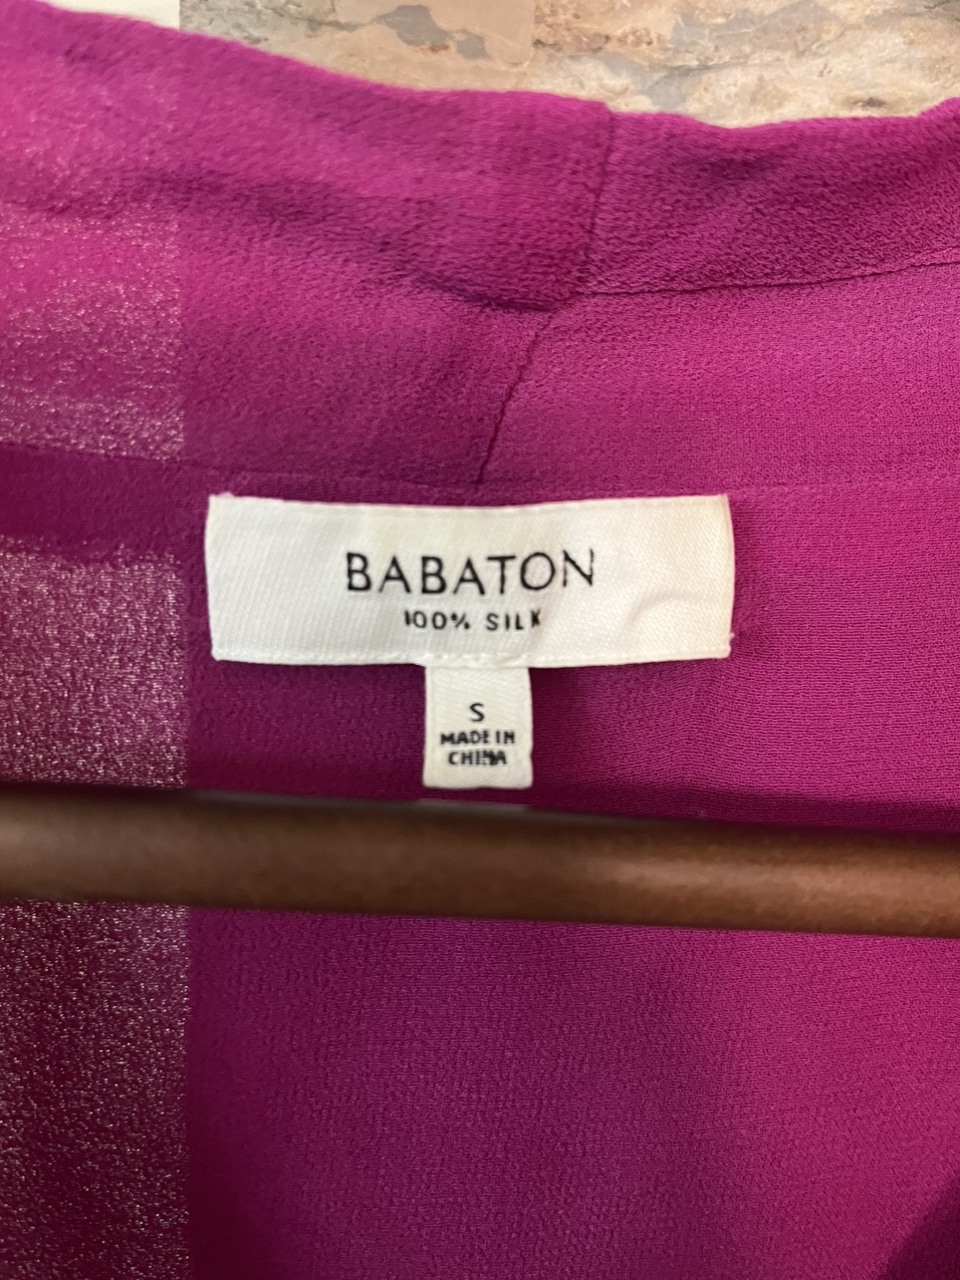 BABATON
100% SILK
S
MADE IN
CHINA